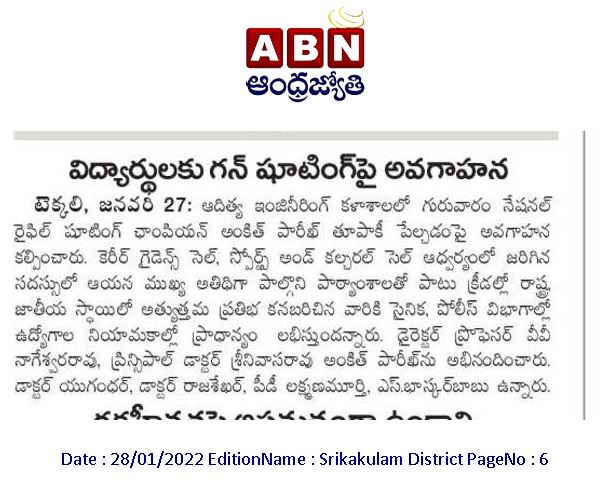 ABN
ఆంధ్రజ్యోతి
విద్యార్థులకు గన్ షూటింగ్‌పై అవగాహన
టెక్కలి, జనవరి 27: ఆదిత్య ఇంజినీరింగ్ కళాశాలలో గురువారం నేషనల్
రైఫిల్ షూటింగ్ ఛాంపియన్ అంకిత్ పారీఖ్ తూపాకీ పేల్చడంపై అవగాహన
కల్పించారు. కెరీర్ గైడెన్స్ సెల్, స్పోర్ట్స్ అండ్ కల్చరల్ సెల్ ఆధ్వర్యంలో జరిగిన
సదస్సులో ఆయన ముఖ్య అతిథిగా పాల్గొని పాఠ్యాంశాలతో పాటు క్రీడల్లో రాష్ట్ర
జాతీయ స్థాయిలో అత్యుత్తమ ప్రతిభ కనబరిచిన వారికి సైనిక, పోలీస్ విభాగాల్లో
ఉద్యోగాల నియామకాల్లో ప్రాధాన్యం లభిస్తుందన్నారు. డైరెక్టర్ ప్రొఫెసర్ వీవీ
నాగేశ్వరరావు, ప్రిన్సిపాల్ డాక్టర్ శ్రీనివాసరావు అంకిత్ పారీఖ్‌ను అభినందించారు.
డాక్టర్ యుగంధర్, డాక్టర్ రాజశేఖర్, పీడీ లక్ష్మణమూర్తి, ఎస్.భాస్కర్‌బాబు ఉన్నారు.
Date : 28/01/2022 EditionName : Srikakulam District PageNo : 6